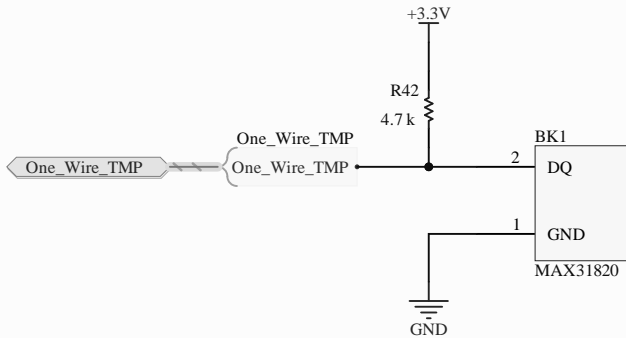 +3.3V
R42
4.7 k
One_Wire_TMP
One_Wire_TMP
One_Wire_TMP
BK1
2
DQ
1
GND
MAX31820
GND